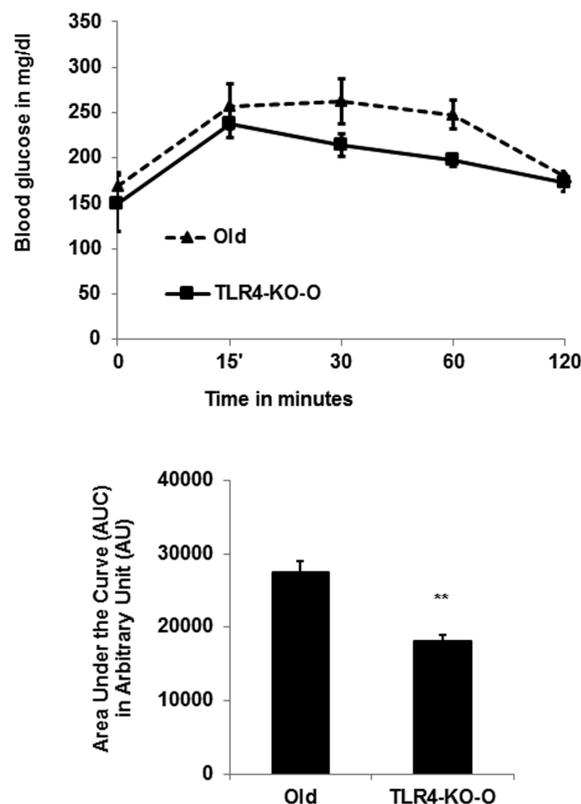 Blood glucose in mg/dl
350
300
250
200
150
100
50
0
Old
TLR4-KO-O
0 15' 30 60 120
Time in minutes
Area Under the Curve (AUC)
in Arbitrary Unit (AU)
40000
30000
20000
10000
0
**
Old TLR4-KO-O